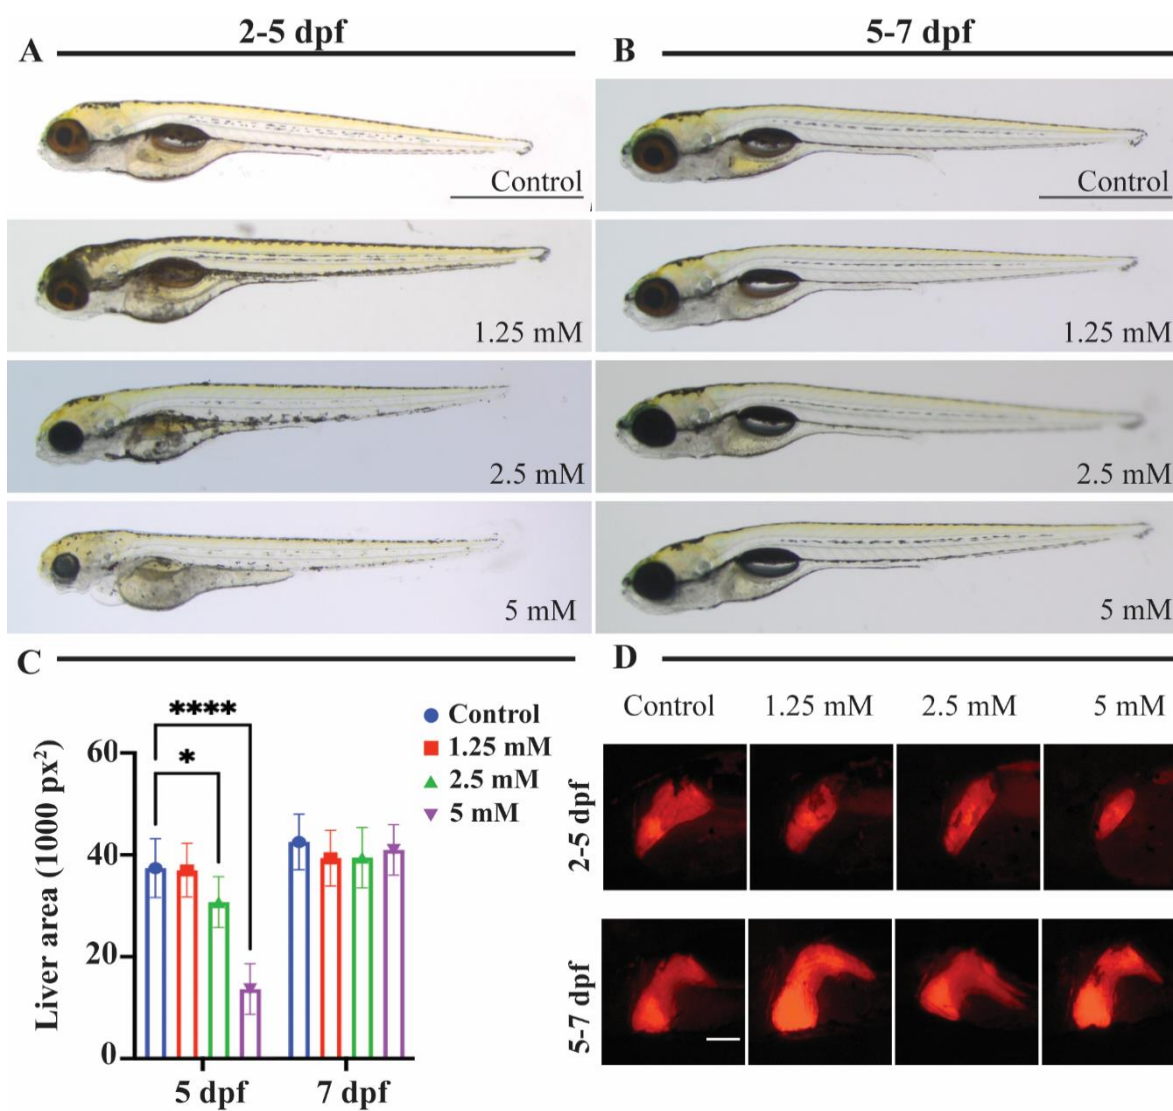 A
2-5 dpf
B
5-7 dpf
Control
Control
1.25 mM
1.25 mM
2.5 mM
2.5 mM
5 mM
5 mM
C
D
****
*
Control
1.25 mM
2.5 mM
5 mM
Liver area (1000 px²)
60
40
20
0
5 dpf
7 dpf
Control
1.25 mM
2.5 mM
5 mM
2-5 dpf
5-7 dpf